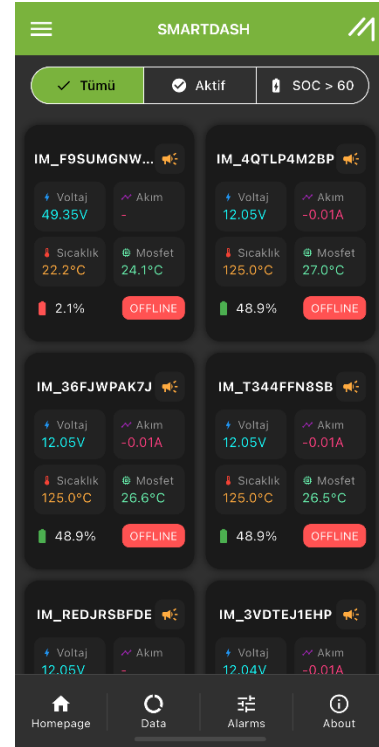 SMARTDASH
Tümü
Aktif
SOC > 60
IM_F9SUMGNW...
IM_4QTLP4M2BP
Voltaj
Akım
Voltaj
Akım
49.35V
-
12.05V
-0.01A
Sıcaklık
Mosfet
Sıcaklık
Mosfet
22.2°C
24.1°C
125.0°C
27.0°C
2.1%
OFFLINE
48.9%
OFFLINE
IM_36FJWPAK7J
IM_T344FFN8SB
Voltaj
Akım
Voltaj
Akım
12.05V
-0.01A
12.05V
-0.01A
Sıcaklık
Mosfet
Sıcaklık
Mosfet
125.0°C
26.6°C
125.0°C
26.5°C
48.9%
OFFLINE
48.9%
OFFLINE
IM_REDJRSBFDE
IM_3VDTEJ1EHP
Voltaj
Akım
Voltaj
Akım
12.05V
-
12.04V
-0.01A
Homepage
Data
Alarms
About